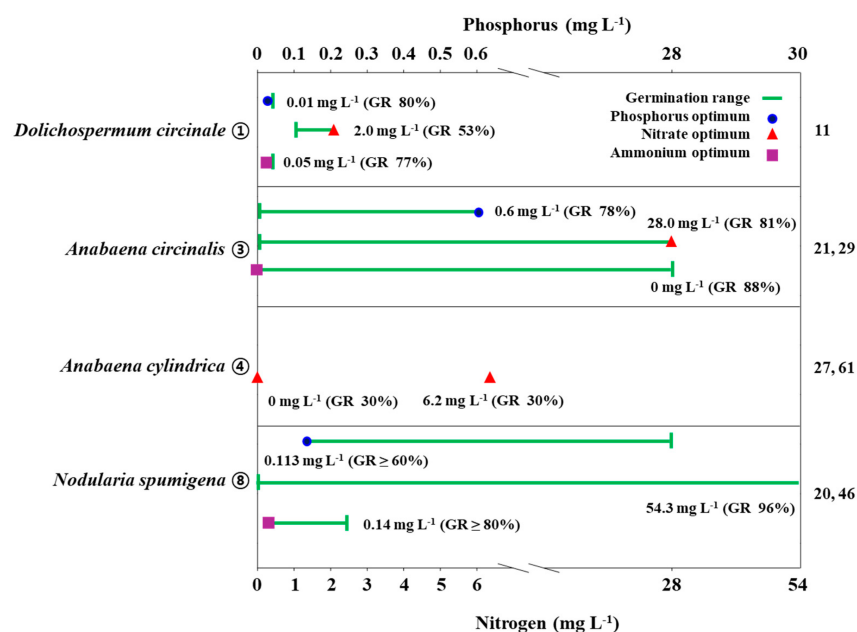 Phosphorus (mg L-1)
0 0.1 0.2 0.3 0.4 0.5 0.6 28 30
Germination range
Phosphorus optimum
Nitrate optimum
Ammonium optimum
Dolichospermum circinale ①
0.01 mg L-1 (GR 80%)
2.0 mg L-1 (GR 53%)
0.05 mg L-1 (GR 77%)
11
Anabaena circinalis ③
0.6 mg L-1 (GR 78%)
28.0 mg L-1 (GR 81%)
0 mg L-1 (GR 88%)
21, 29
Anabaena cylindrica ④
0 mg L-1 (GR 30%)
6.2 mg L-1 (GR 30%)
27, 61
Nodularia spumigena ⑧
0.113 mg L-1 (GR ≥ 60%)
54.3 mg L-1 (GR 96%)
0.14 mg L-1 (GR ≥ 80%)
20, 46
0 1 2 3 4 5 6 28 54
Nitrogen (mg L-1)